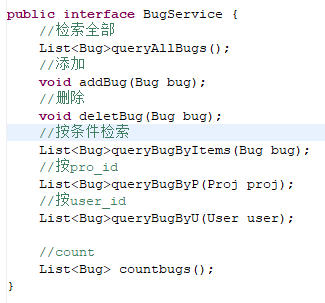 public interface BugService {
//检索全部
List<Bug>queryAllBugs();
//添加
void addBug(Bug bug);
//删除
void deletBug(Bug bug);
//按条件检索
List<Bug>queryBugByItems(Bug bug);
//按pro_id
List<Bug>queryBugByP(Proj proj);
//按user_id
List<Bug>queryBugByU(User user);
//count
List<Bug> countbugs();
}